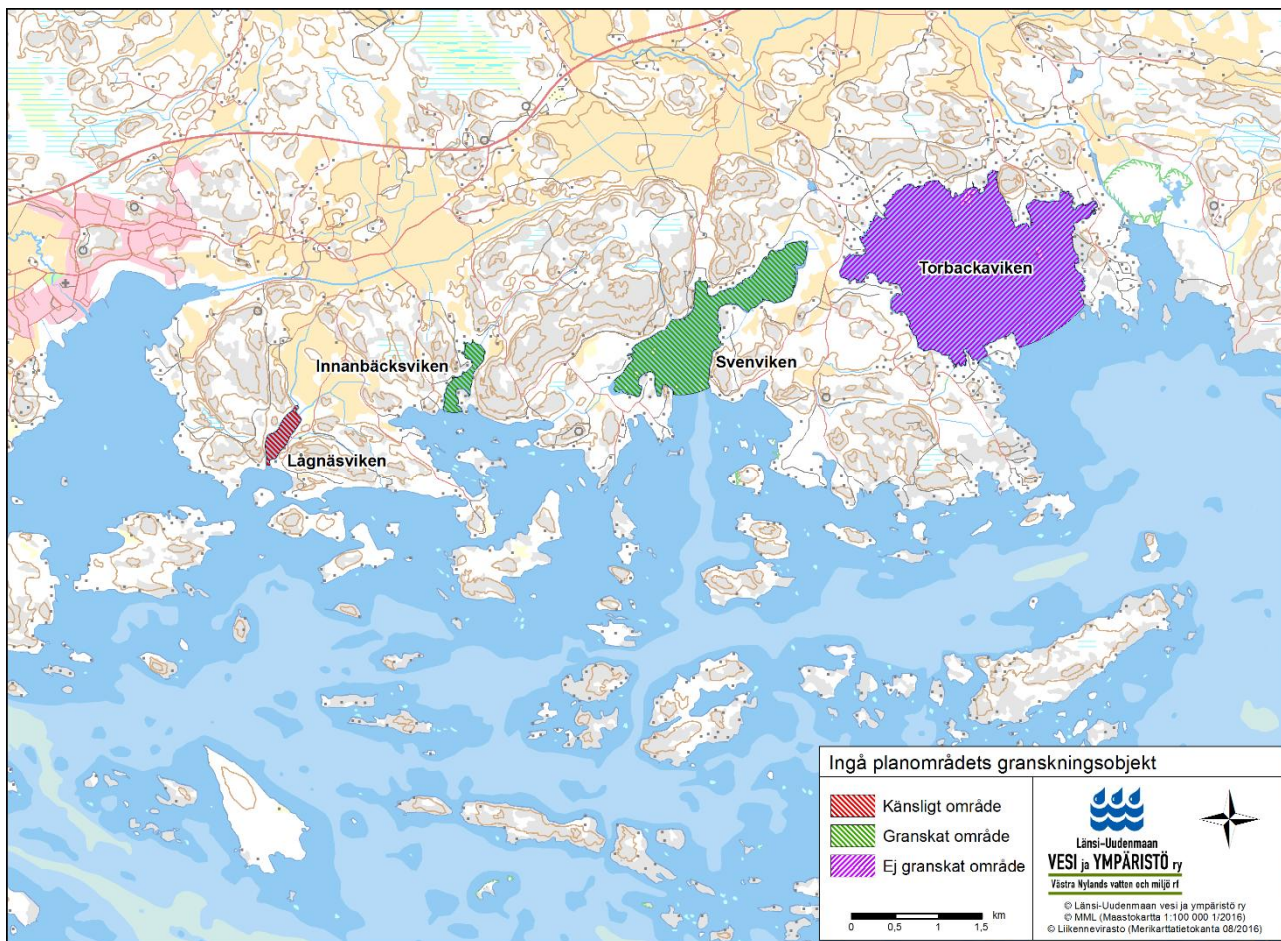 Torbackaviken
Innanbäcksviken
Svenviken
Lågnäsviken
Ingå planområdets granskningsobjekt
Känsligt område
Granskat område
Ej granskat område
Länsi-Uudenmaan
VESI ja YMPÄRISTÖ ry
Västra Nylands vatten och miljö rf
0 0,5 1 1,5 km
© Länsi-Uudenmaan vesi ja ympäristö ry
© MML (Maastokartta 1:100 000 1/2016)
© Liikennevirasto (Merikarttatietokanta 08/2016)